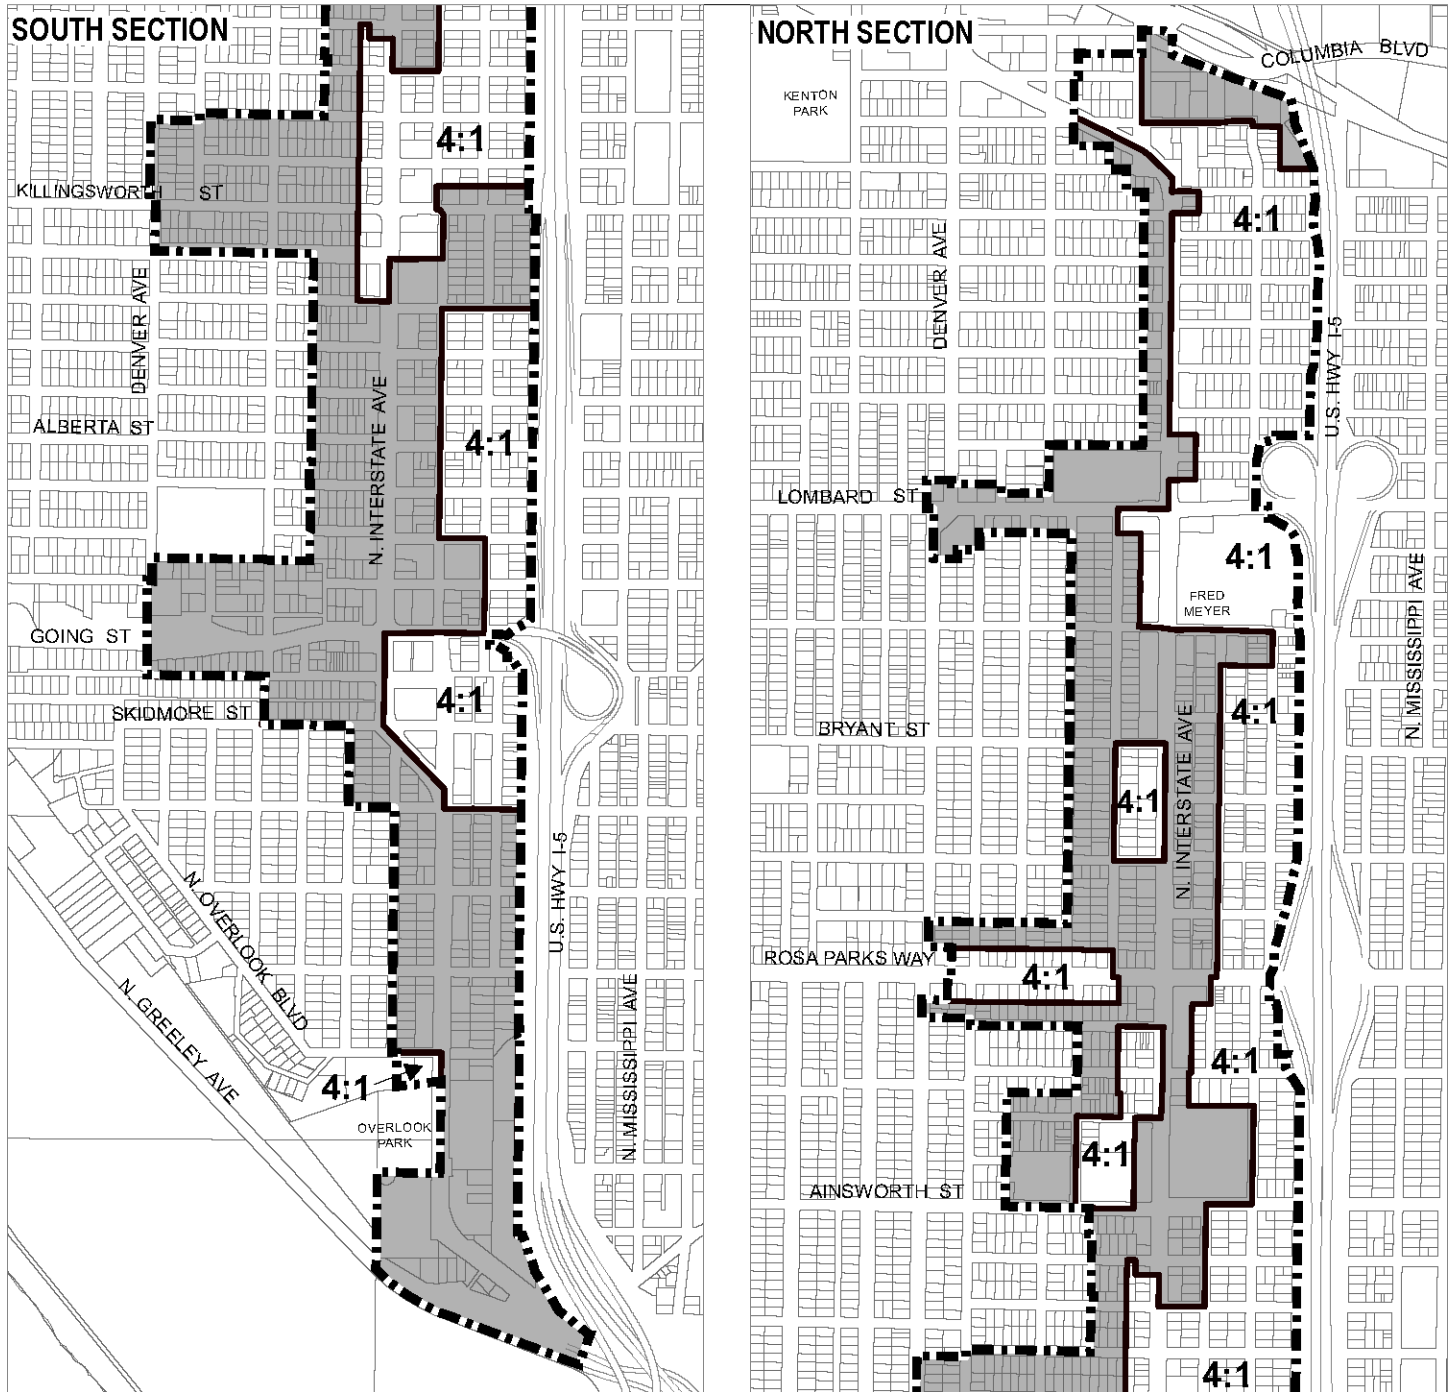 SOUTH SECTION
4:1
KILLINGSWORTH ST
DENVER AVE
N. INTERSTATE AVE
ALBERTA ST
4:1
GOING ST
4:1
SKIDMORE ST
U.S. HWY I-5
N. OVERLOOK BLVD
N. GREELEY AVE
N. MISSISSIPPI AVE
4:1
OVERLOOK
PARK
NORTH SECTION
COLUMBIA BLVD
KENTON
PARK
4:1
DENVER AVE
U.S. HWY I-5
LOMBARD ST
4:1
FRED
MEYER
N. MISSISSIPPI AVE
4:1
BRYANT ST
N. INTERSTATE AVE
4:1
ROSA PARKS WAY
4:1
4:1
4:1
AINSWORTH ST
4:1